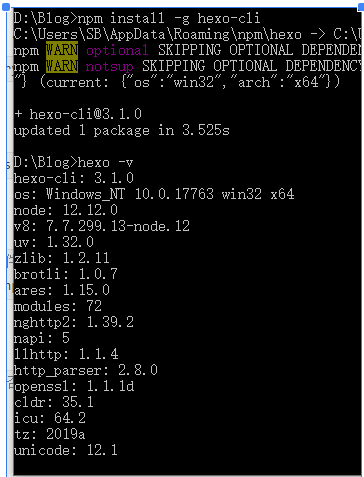 D:\Blog>npm install -g hexo-cli
C:\Users\SB\AppData\Roaming\npm\hexo -> C:\U
npm WARN optional SKIPPING OPTIONAL DEPENDEN
npm WARN notsup SKIPPING OPTIONAL DEPENDENCY
"} (current: {"os":"win32","arch":"x64"})
+ hexo-cli@3.1.0
updated 1 package in 3.525s
D:\Blog>hexo -v
hexo-cli: 3.1.0
os: Windows_NT 10.0.17763 win32 x64
node: 12.12.0
v8: 7.7.299.13-node.12
uv: 1.32.0
zlib: 1.2.11
brotli: 1.0.7
ares: 1.15.0
modules: 72
nghttp2: 1.39.2
napi: 5
llhttp: 1.1.4
http_parser: 2.8.0
openssl: 1.1.1d
cldr: 35.1
icu: 64.2
tz: 2019a
unicode: 12.1